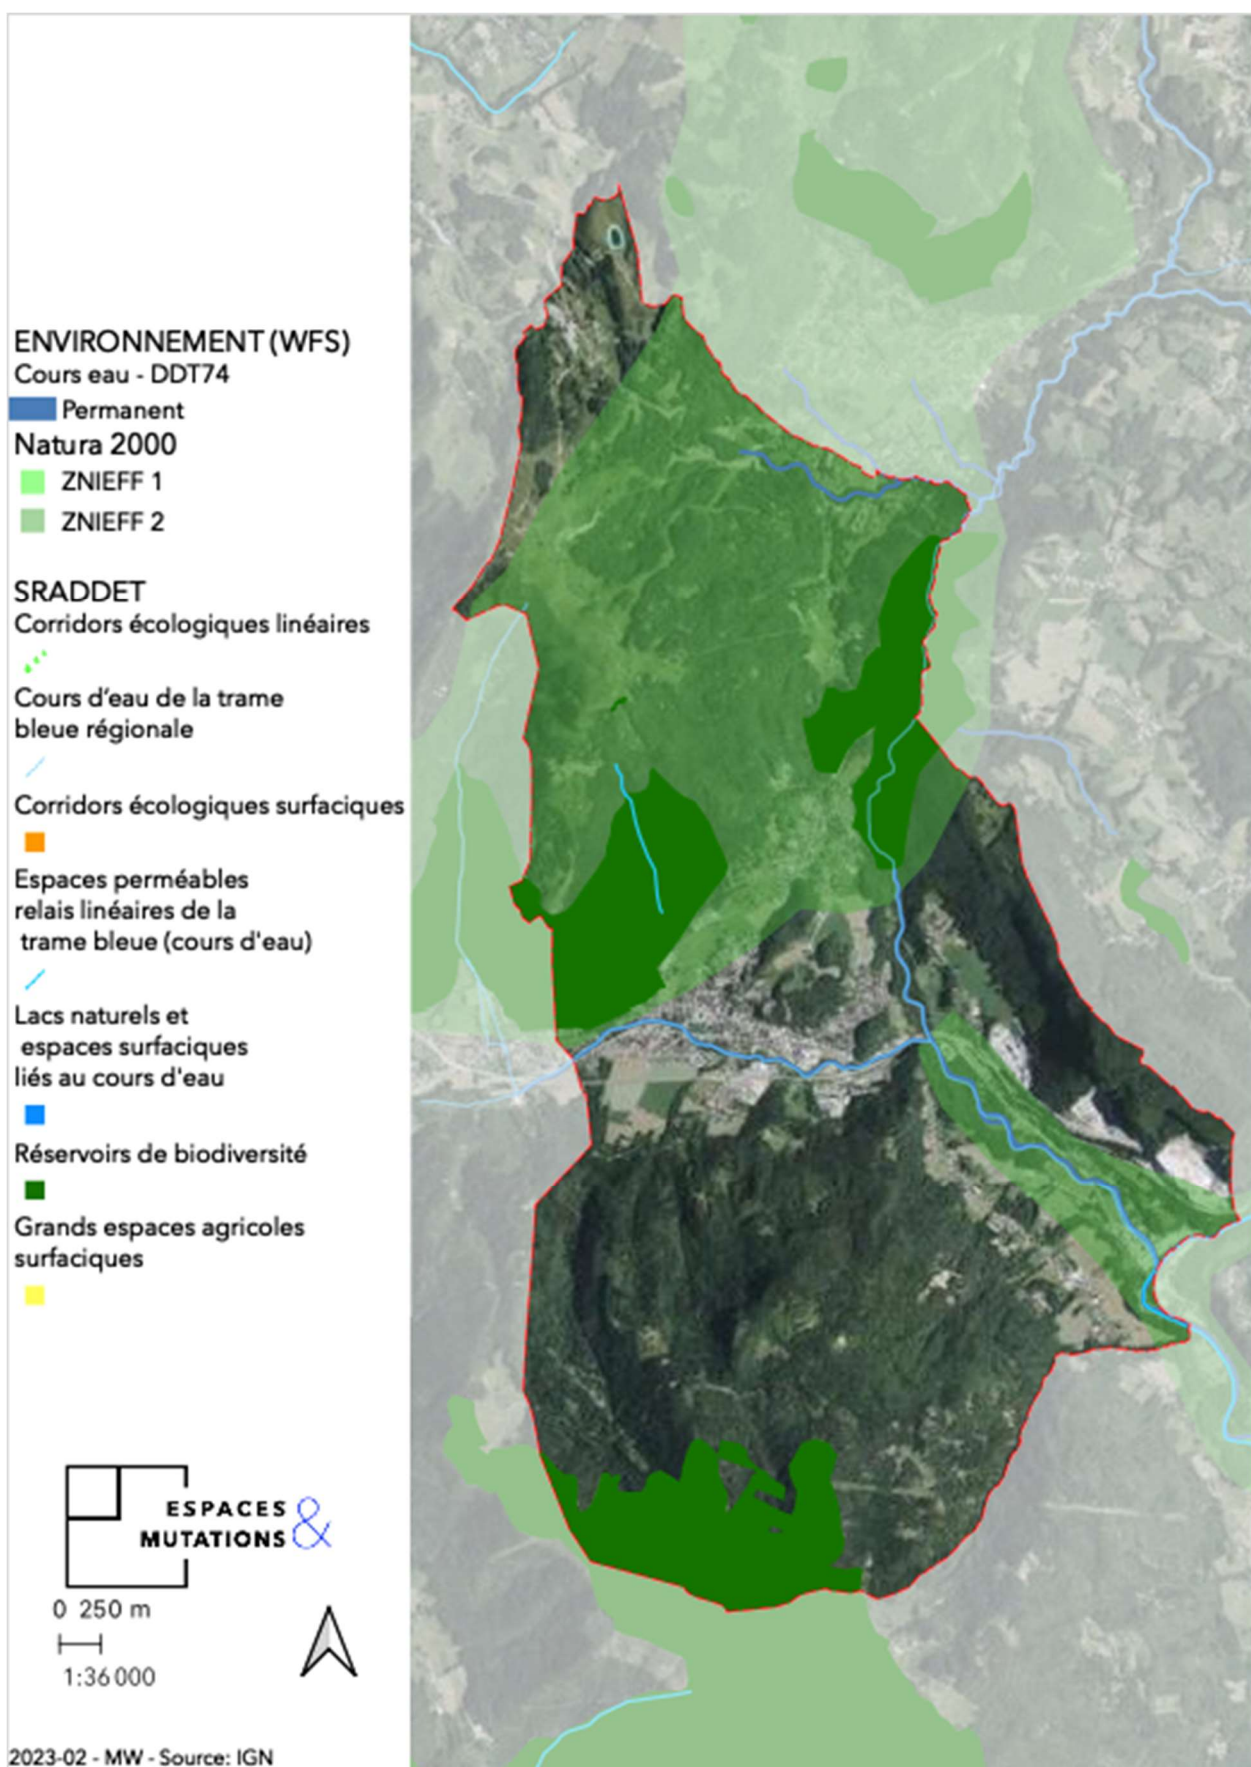 ENVIRONNEMENT (WFS)
Cours eau - DDT74
Permanent
Natura 2000
ZNIEFF 1
ZNIEFF 2
SRADDET
Corridors écologiques linéaires
Cours d'eau de la trame
bleue régionale
Corridors écologiques surfaciques
Espaces perméables
relais linéaires de la
trame bleue (cours d'eau)
Lacs naturels et
espaces surfaciques
liés au cours d'eau
Réservoirs de biodiversité
Grands espaces agricoles
surfaciques
ESPACES
MUTATIONS &
0 250 m
1:36 000
2023-02 - MW - Source: IGN